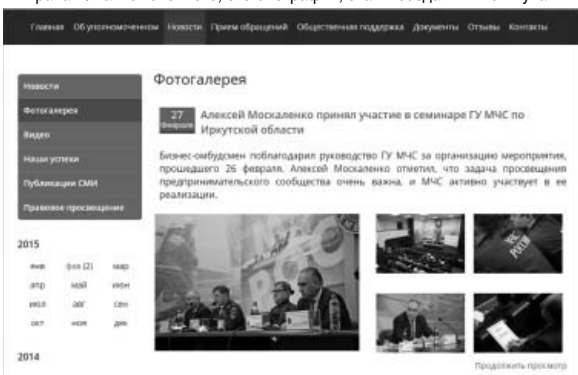 Главная Об уполномоченном Новости Прием обращений Общественная поддержка Документы Отзывы Контакты
Новости
Фотогалерея
Видео
Наши успехи
Публикации СМИ
Правовое просвещение
2015
янв фев (2) мар
апр май июн
июл авг сен
окт ноя дек
2014
Фотогалерея
27
февраля
Алексей Москаленко принял участие в семинаре ГУ МЧС по
Иркутской области
Бизнес-омбудсмен поблагодарил руководство ГУ МЧС за организацию мероприятия,
прошедшего 26 февраля. Алексей Москаленко отметил, что задача просвещения
предпринимательского сообщества очень важна, и МЧС активно участвует в ее
реализации.
МЧС
РОССИИ
Продолжить просмотр